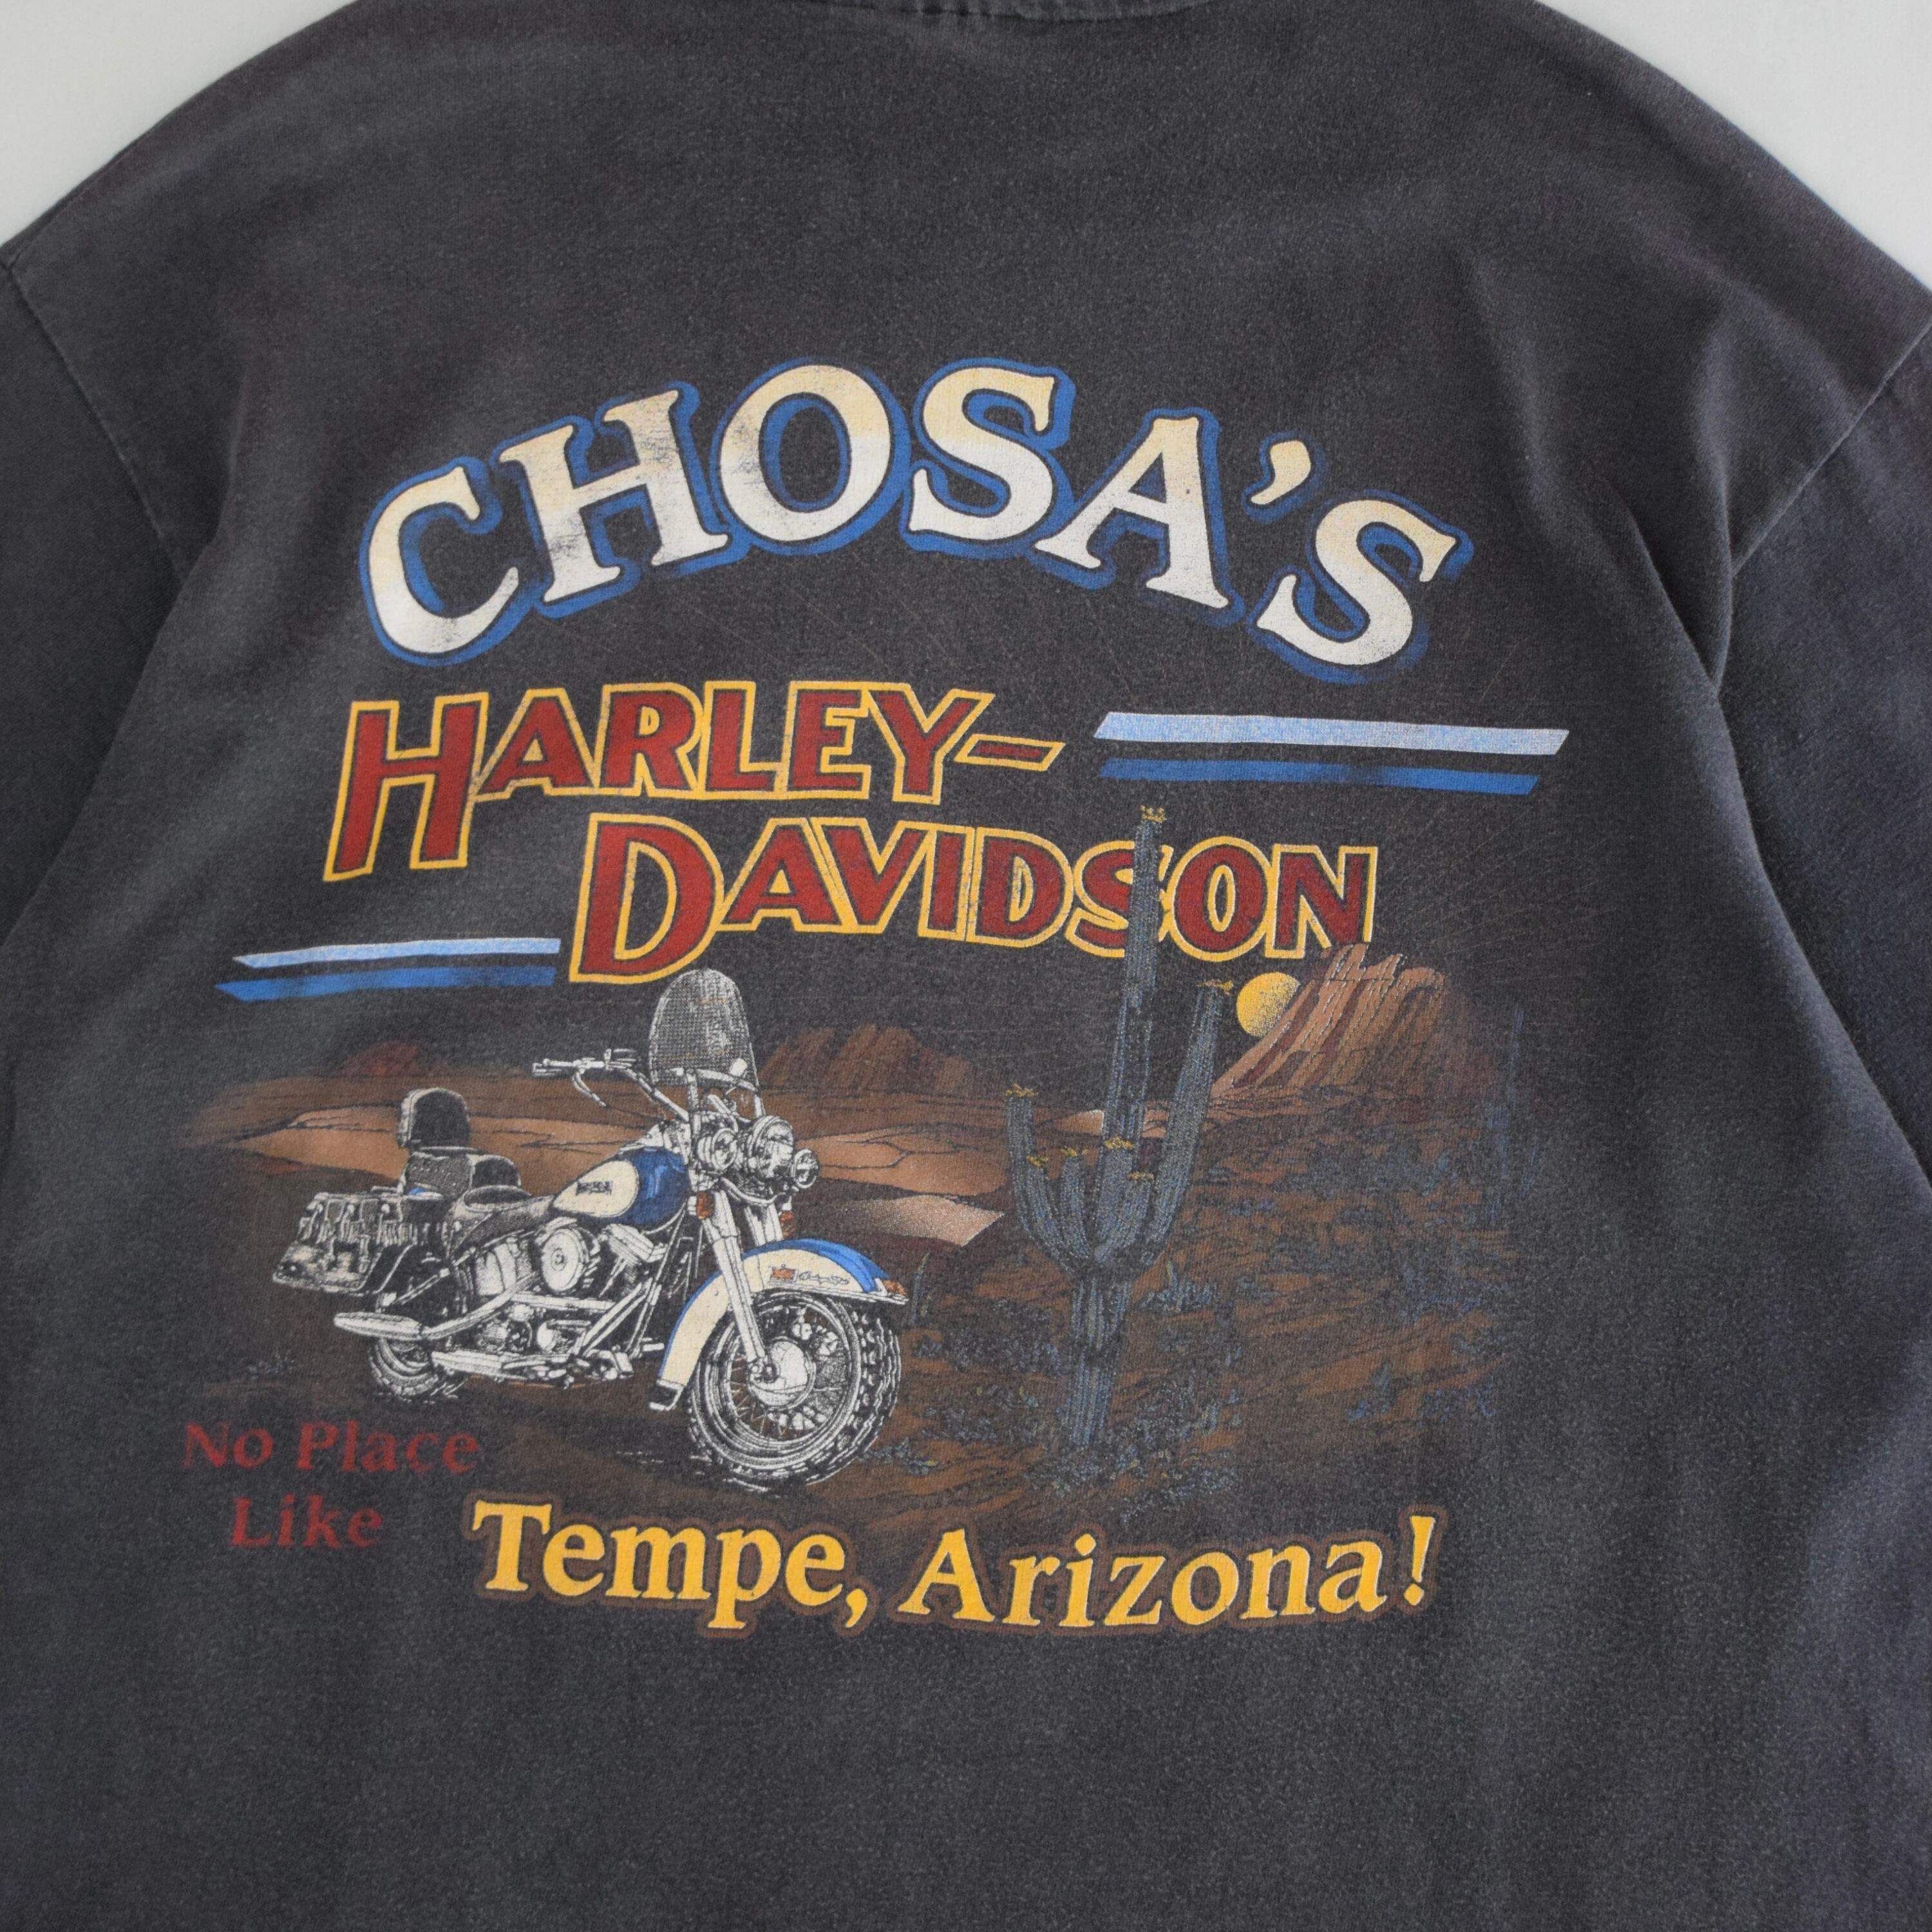 CHOSA'S
HARLEY-
DAVIDSON
No Place
Like
Tempe, Arizona!